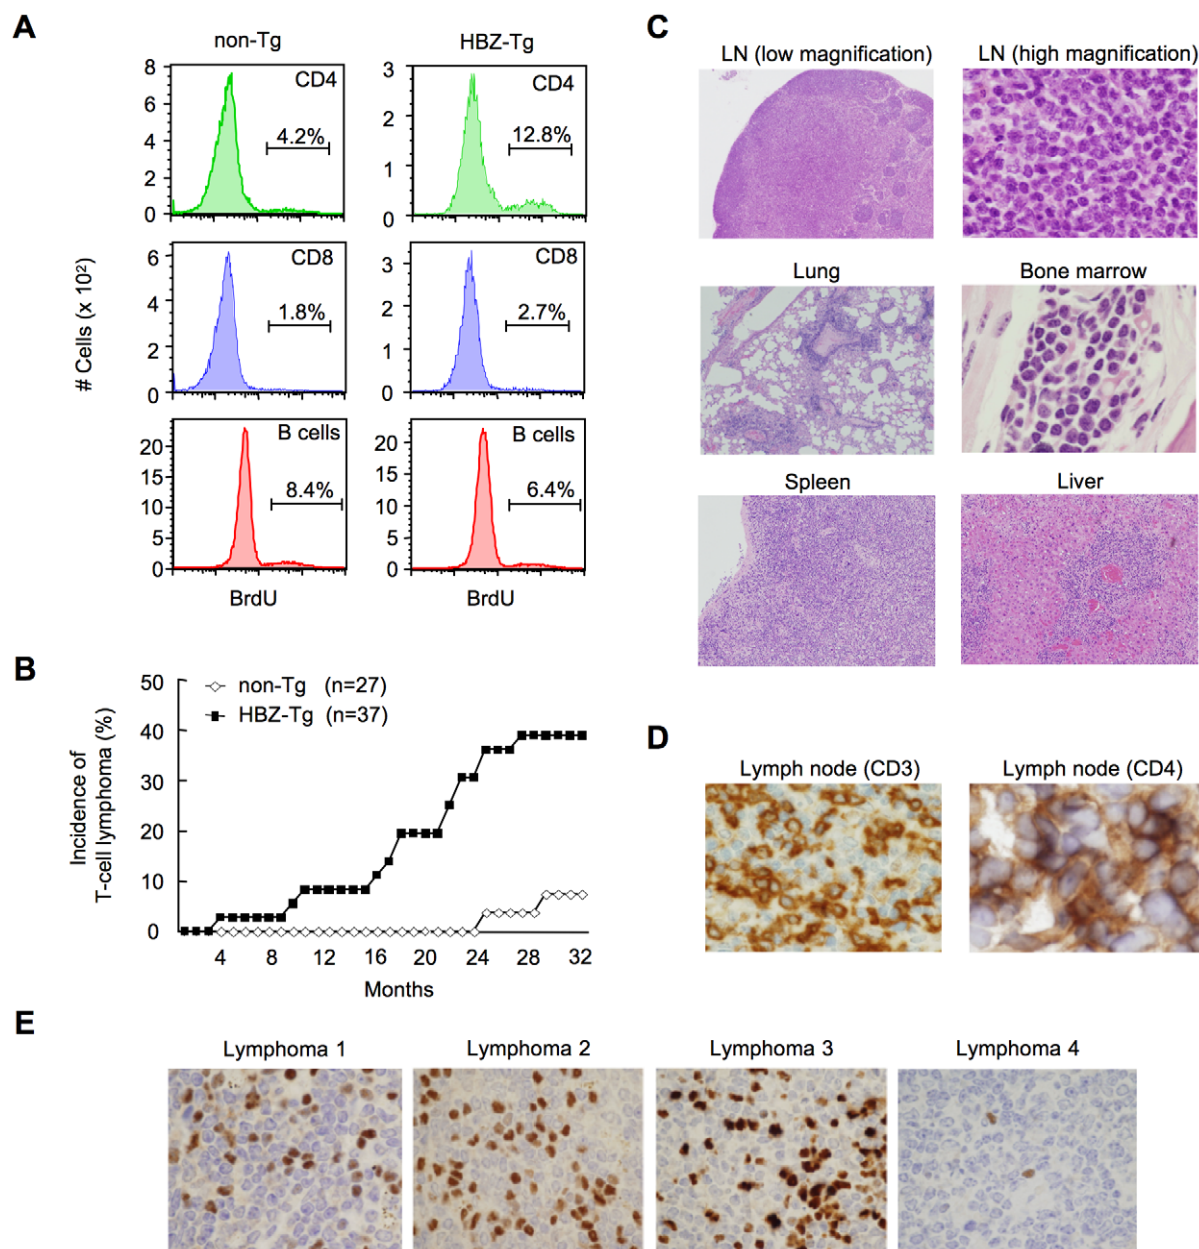 A
non-Tg
HBZ-Tg
# Cells (x 10²)
8
6
4
2
0
CD4
4.2%
3
2
1
0
CD4
12.8%
6
4
2
0
CD8
1.8%
3
2
1
0
CD8
2.7%
20
15
10
5
0
B cells
8.4%
20
15
10
5
0
B cells
6.4%
BrdU
BrdU
B
Incidence of
T-cell lymphoma (%)
50
40
30
20
10
0
non-Tg (n=27)
HBZ-Tg (n=37)
4 8 12 16 20 24 28 32
Months
C
LN (low magnification)
LN (high magnification)
Lung
Bone marrow
Spleen
Liver
D
Lymph node (CD3)
Lymph node (CD4)
E
Lymphoma 1
Lymphoma 2
Lymphoma 3
Lymphoma 4